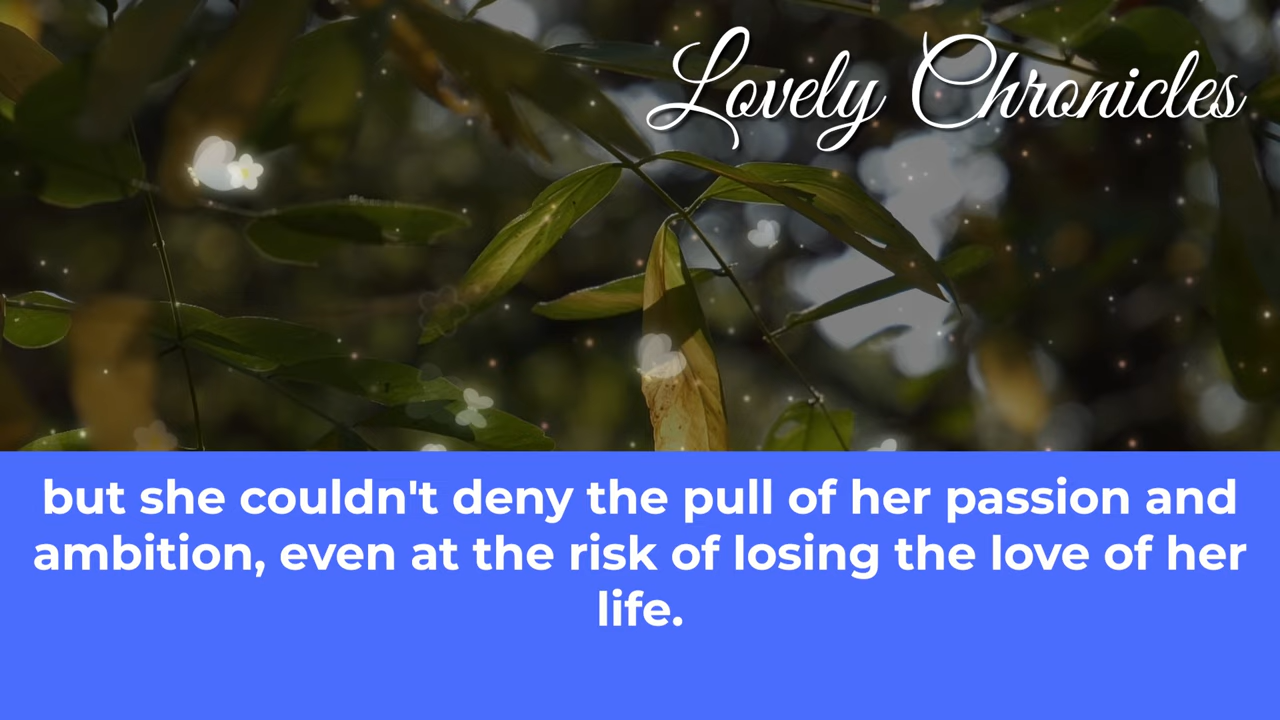 Lovely Chronicles
but she couldn't deny the pull of her passion and
ambition, even at the risk of losing the love of her
life.